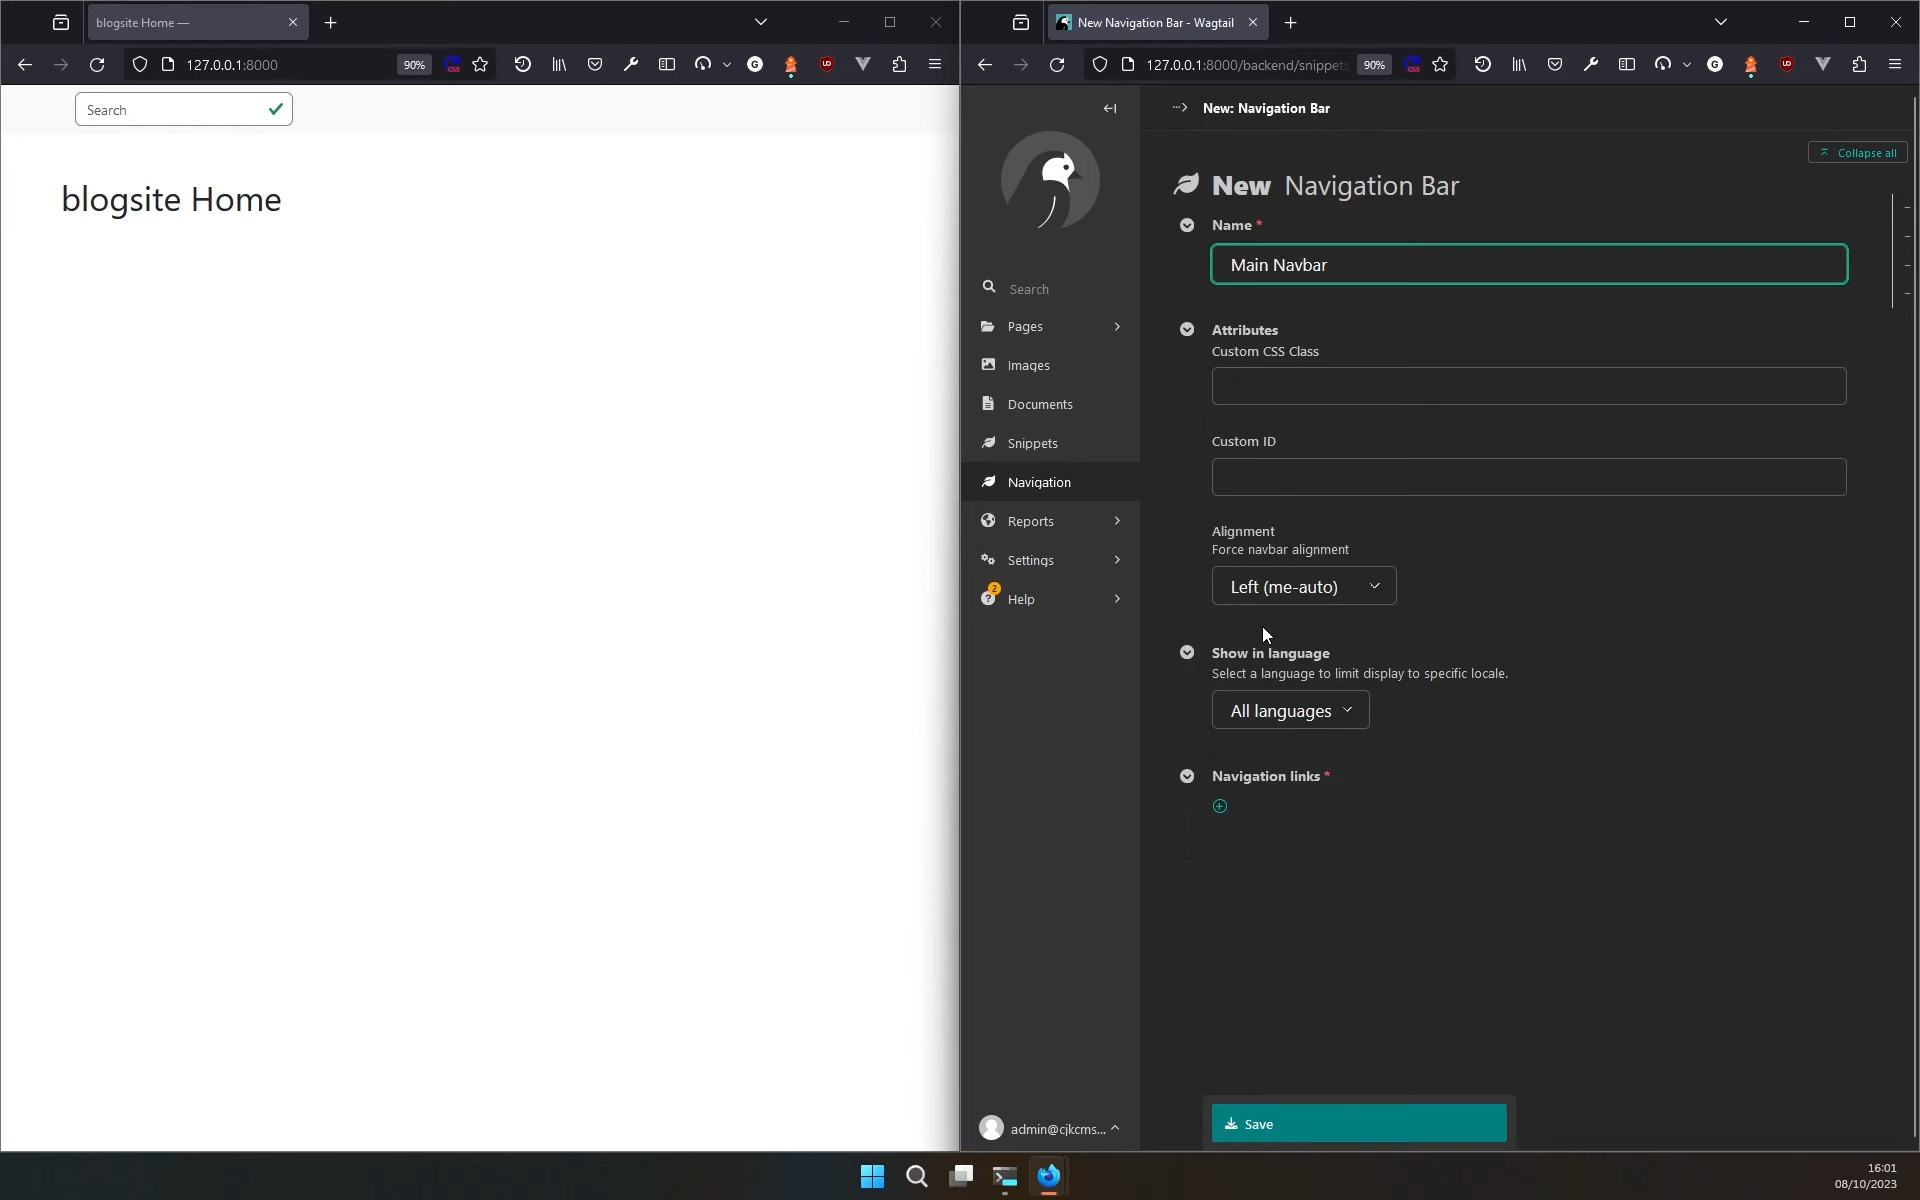 blogsite Home —
127.0.0.1:8000
90%
Search
blogsite Home
New Navigation Bar - Wagtail
127.0.0.1:8000/backend/snippets
90%
New: Navigation Bar
Collapse all
New Navigation Bar
Name *
Main Navbar
Attributes
Custom CSS Class
Custom ID
Alignment
Force navbar alignment
Left (me-auto)
Show in language
Select a language to limit display to specific locale.
All languages
Navigation links *
Save
Search
Pages
Images
Documents
Snippets
Navigation
Reports
Settings
2
Help
admin@cjkcms...
16:01
08/10/2023